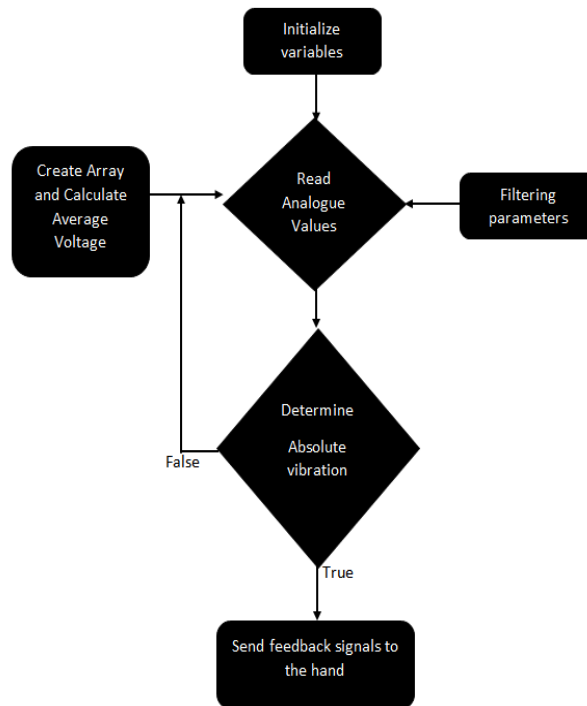 Initialize
variables
Create Array
and Calculate
Average
Voltage
Read
Analogue
Values
Filtering
parameters
Determine
Absolute
vibration
False
True
Send feedback signals to
the hand